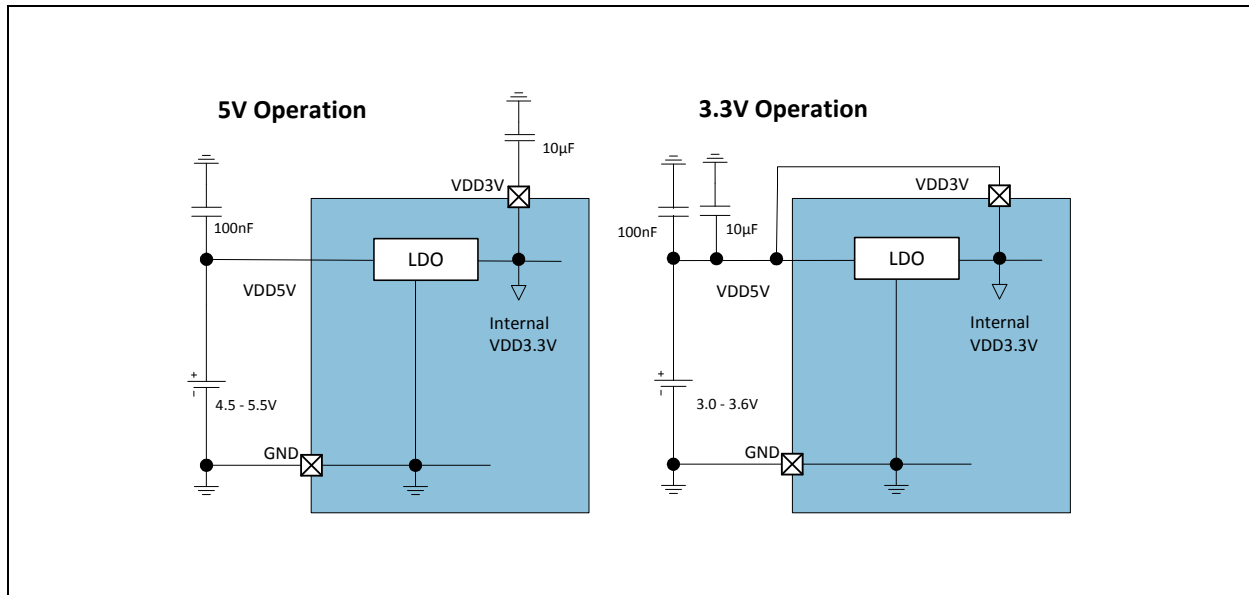 5V Operation
10µF
VDD3V
100nF
LDO
VDD5V
Internal
VDD3.3V
+
-
4.5 - 5.5V
GND
3.3V Operation
VDD3V
100nF
10µF
LDO
VDD5V
Internal
VDD3.3V
+
-
3.0 - 3.6V
GND